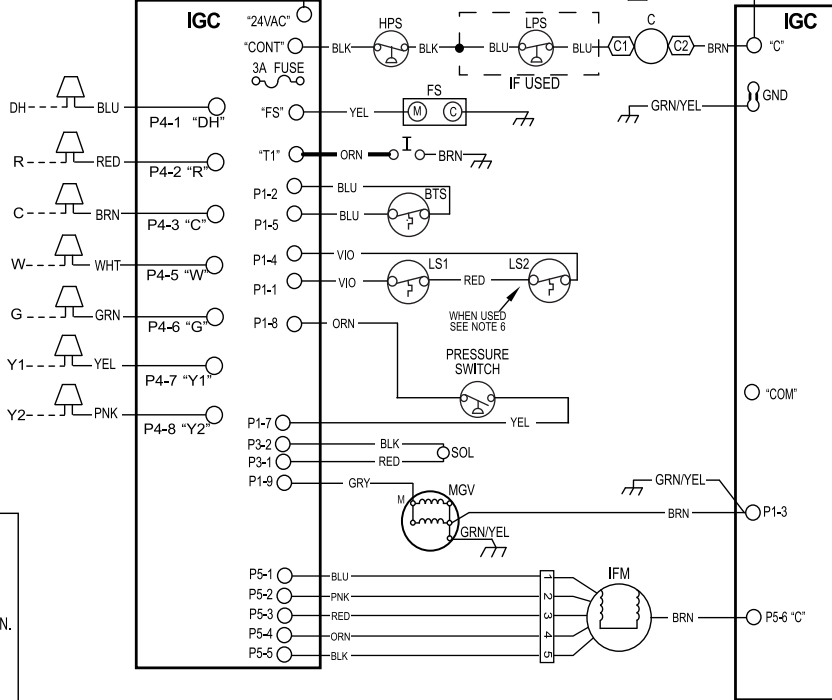 IGC
"24VAC"
HPS
LPS
C
IGC
"CONT"
BLK
BLK
BLU
BLU
C1
C2
BRN
"C"
3A FUSE
IF USED
GND
DH
BLU
P4-1 "DH"
"FS"
YEL
FS
M
C
GRN/YEL
R
RED
P4-2 "R"
"T1"
ORN
BRN
P1-2
BLU
BTS
C
BRN
P4-3 "C"
P1-5
BLU
W
WHT
P4-5 "W"
P1-4
VIO
LS1
RED
LS2
P1-1
VIO
G
GRN
P4-6 "G"
P1-8
ORN
WHEN USED
SEE NOTE 6
Y1
YEL
P4-7 "Y1"
PRESSURE
SWITCH
"COM"
Y2
PNK
P4-8 "Y2"
P1-7
YEL
P3-2
BLK
SOL
P3-1
RED
P1-9
GRY
M
MGV
GRN/YEL
BRN
P1-3
GRN/YEL
P5-1
BLU
1
IFM
P5-2
PNK
2
P5-3
RED
3
BRN
P5-6 "C"
P5-4
ORN
4
P5-5
BLK
5
N.